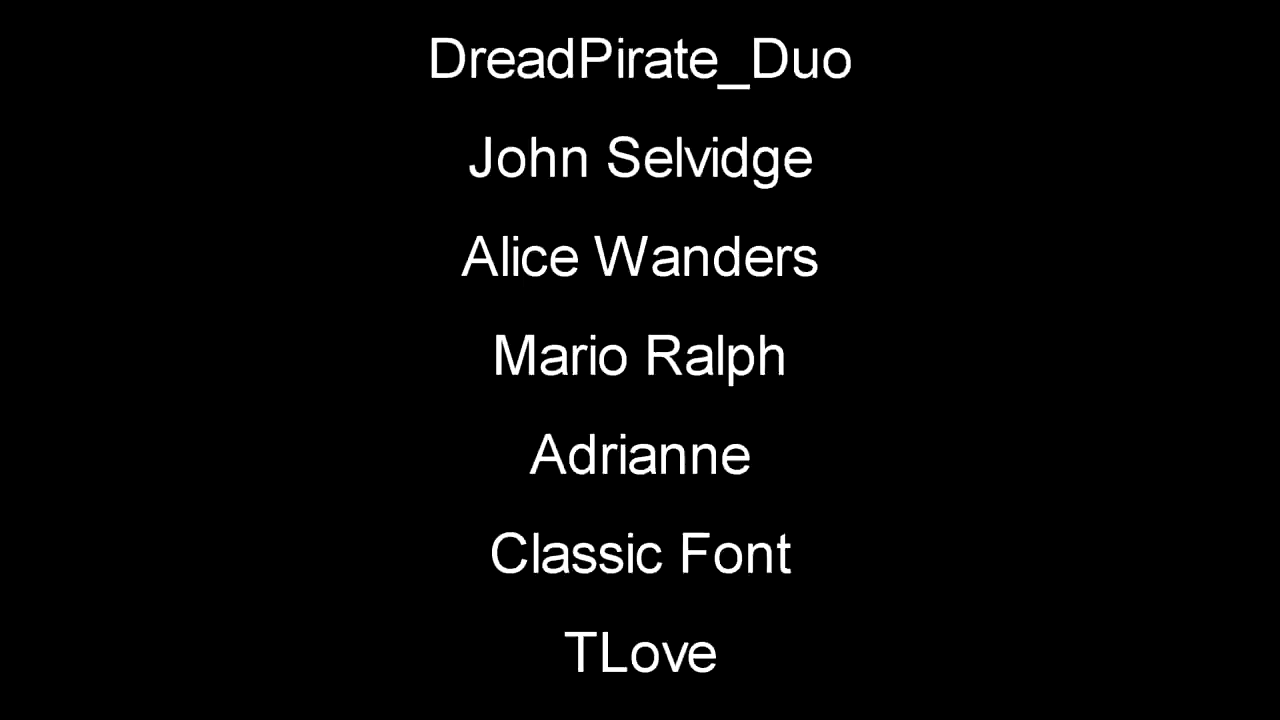 DreadPirate_Duo
John Selvidge
Alice Wanders
Mario Ralph
Adrianne
Classic Font
TLove